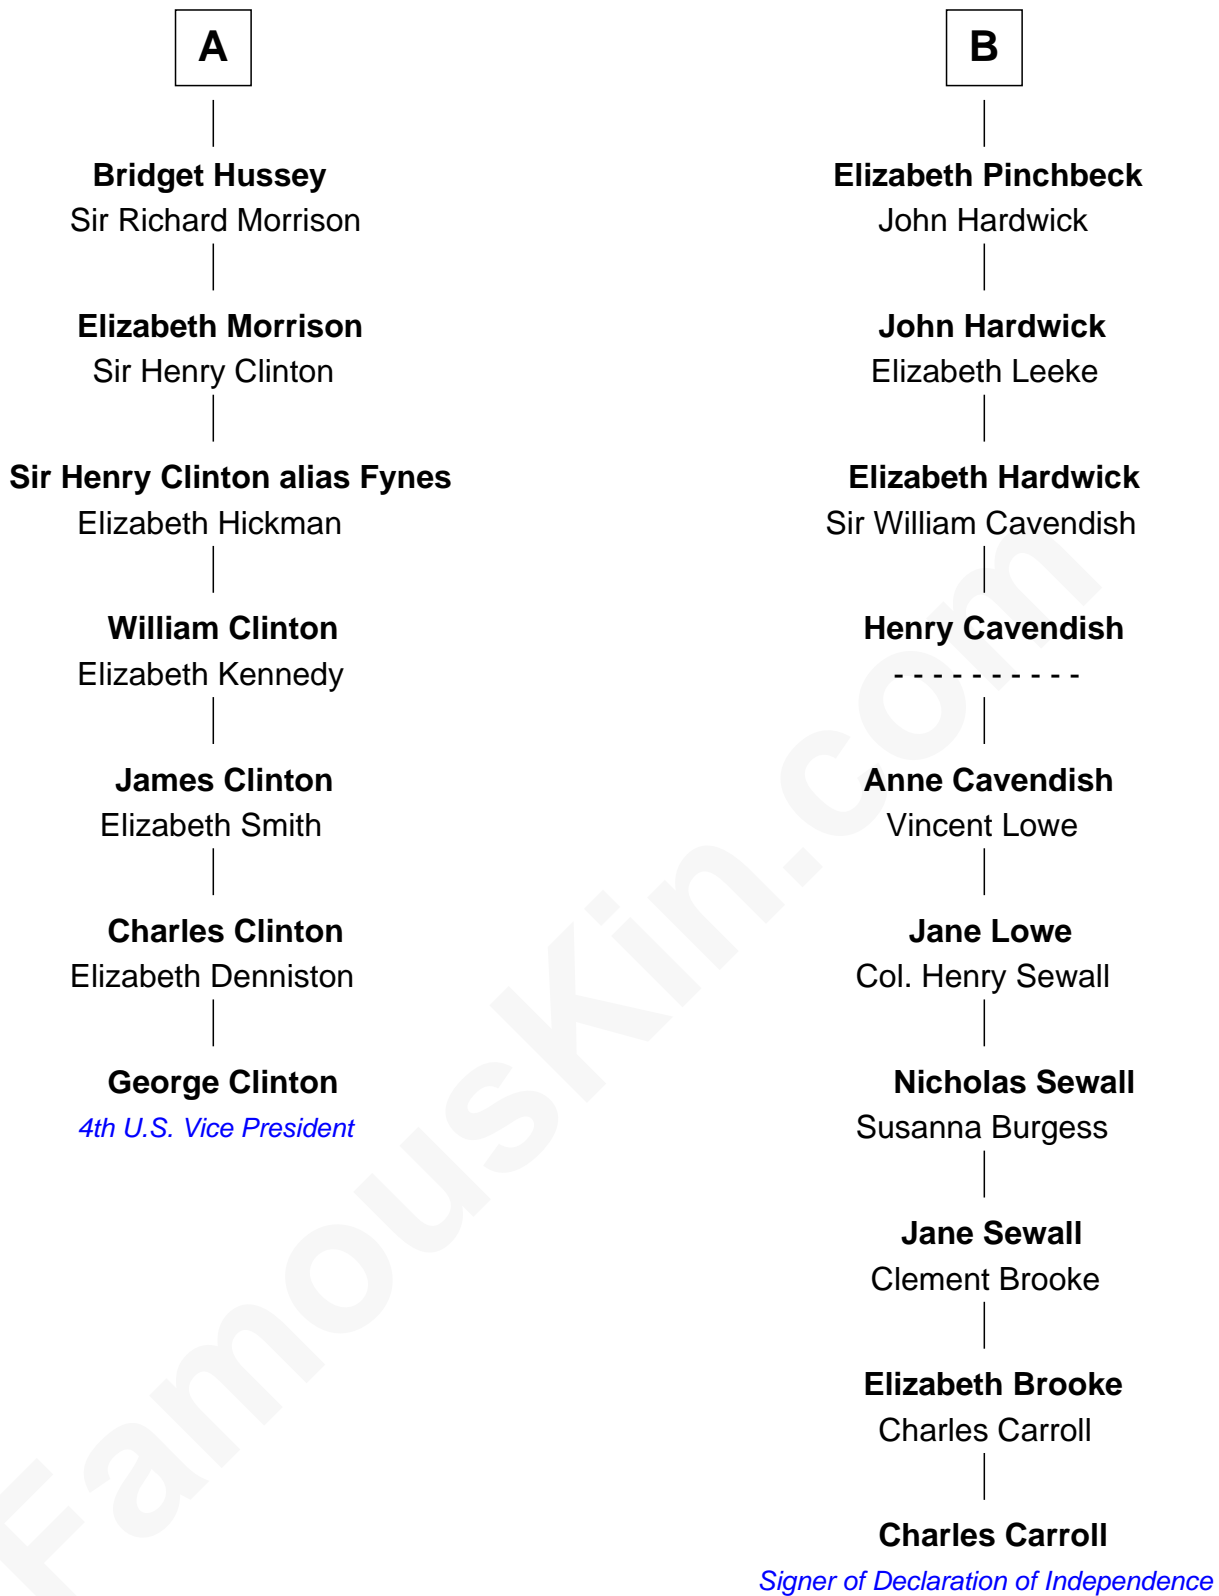 A
Bridget Hussey
Sir Richard Morrison
Elizabeth Morrison
Sir Henry Clinton
Sir Henry Clinton alias Fynes
Elizabeth Hickman
William Clinton
Elizabeth Kennedy
James Clinton
Elizabeth Smith
Charles Clinton
Elizabeth Denniston
George Clinton
4th U.S. Vice President
B
Elizabeth Pinchbeck
John Hardwick
John Hardwick
Elizabeth Leeke
Elizabeth Hardwick
Sir William Cavendish
Henry Cavendish
- - - - - - - - - -
Anne Cavendish
Vincent Lowe
Jane Lowe
Col. Henry Sewall
Nicholas Sewall
Susanna Burgess
Jane Sewall
Clement Brooke
Elizabeth Brooke
Charles Carroll
Charles Carroll
Signer of Declaration of Independence
FamousKin.com